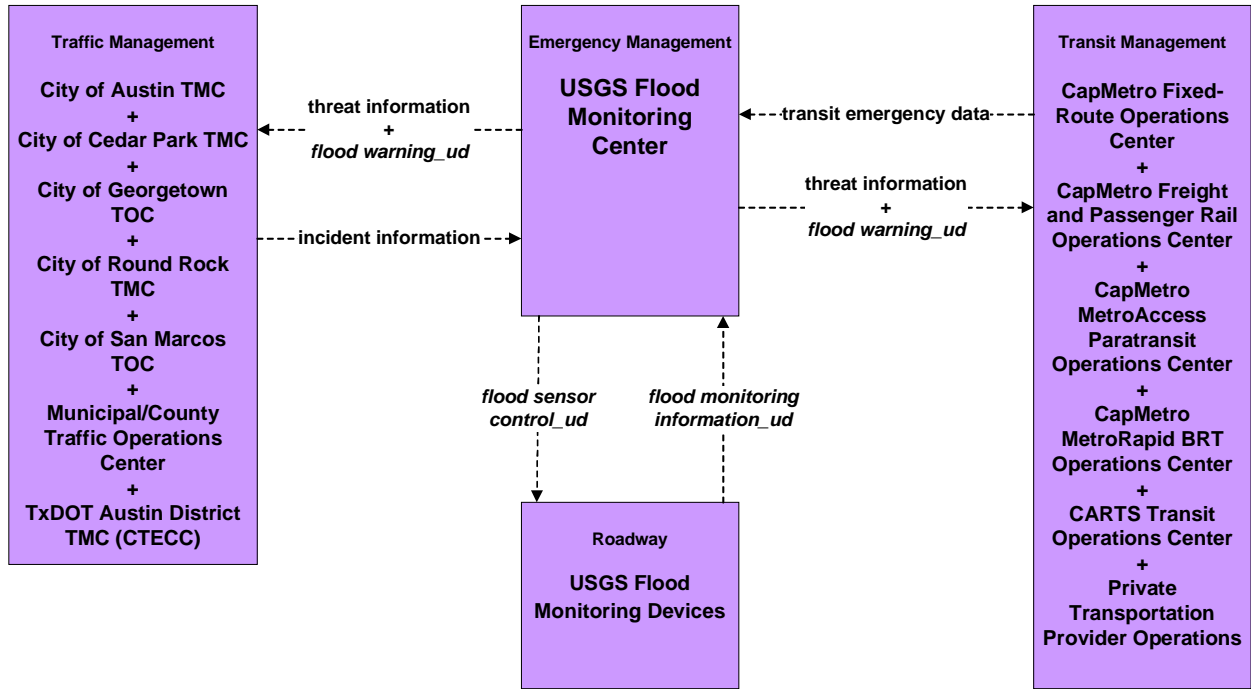 Traffic Management
City of Austin TMC
+
City of Cedar Park TMC
+
City of Georgetown
TOC
+
City of Round Rock
TMC
+
City of San Marcos
TOC
+
Municipal/County
Traffic Operations
Center
+
TxDOT Austin District
TMC (CTECC)
threat information
+
flood warning_ud
incident information
Emergency Management
USGS Flood
Monitoring
Center
flood sensor
control_ud
flood monitoring
information_ud
Roadway
USGS Flood
Monitoring Devices
transit emergency data
threat information
+
flood warning_ud
Transit Management
CapMetro Fixed-
Route Operations
Center
+
CapMetro Freight
and Passenger Rail
Operations Center
+
CapMetro
MetroAccess
Paratransit
Operations Center
+
CapMetro
MetroRapid BRT
Operations Center
+
CARTS Transit
Operations Center
+
Private
Transportation
Provider Operations